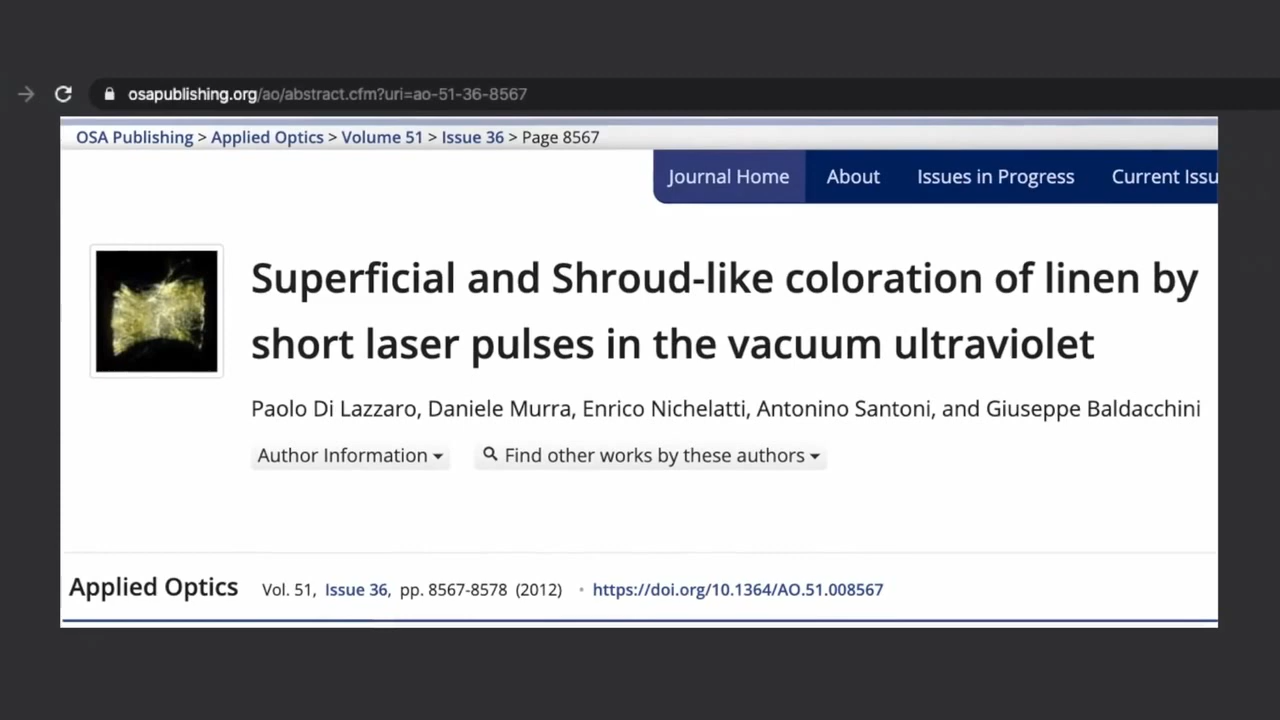 osapublishing.org/ao/abstract.cfm?uri=ao-51-36-8567
OSA Publishing > Applied Optics > Volume 51 > Issue 36 > Page 8567
Journal Home About Issues in Progress Current Issu
Superficial and Shroud-like coloration of linen by
short laser pulses in the vacuum ultraviolet
Paolo Di Lazzaro, Daniele Murra, Enrico Nichelatti, Antonino Santoni, and Giuseppe Baldacchini
Author Information Find other works by these authors
Applied Optics Vol. 51, Issue 36, pp. 8567-8578 (2012) • https://doi.org/10.1364/AO.51.008567